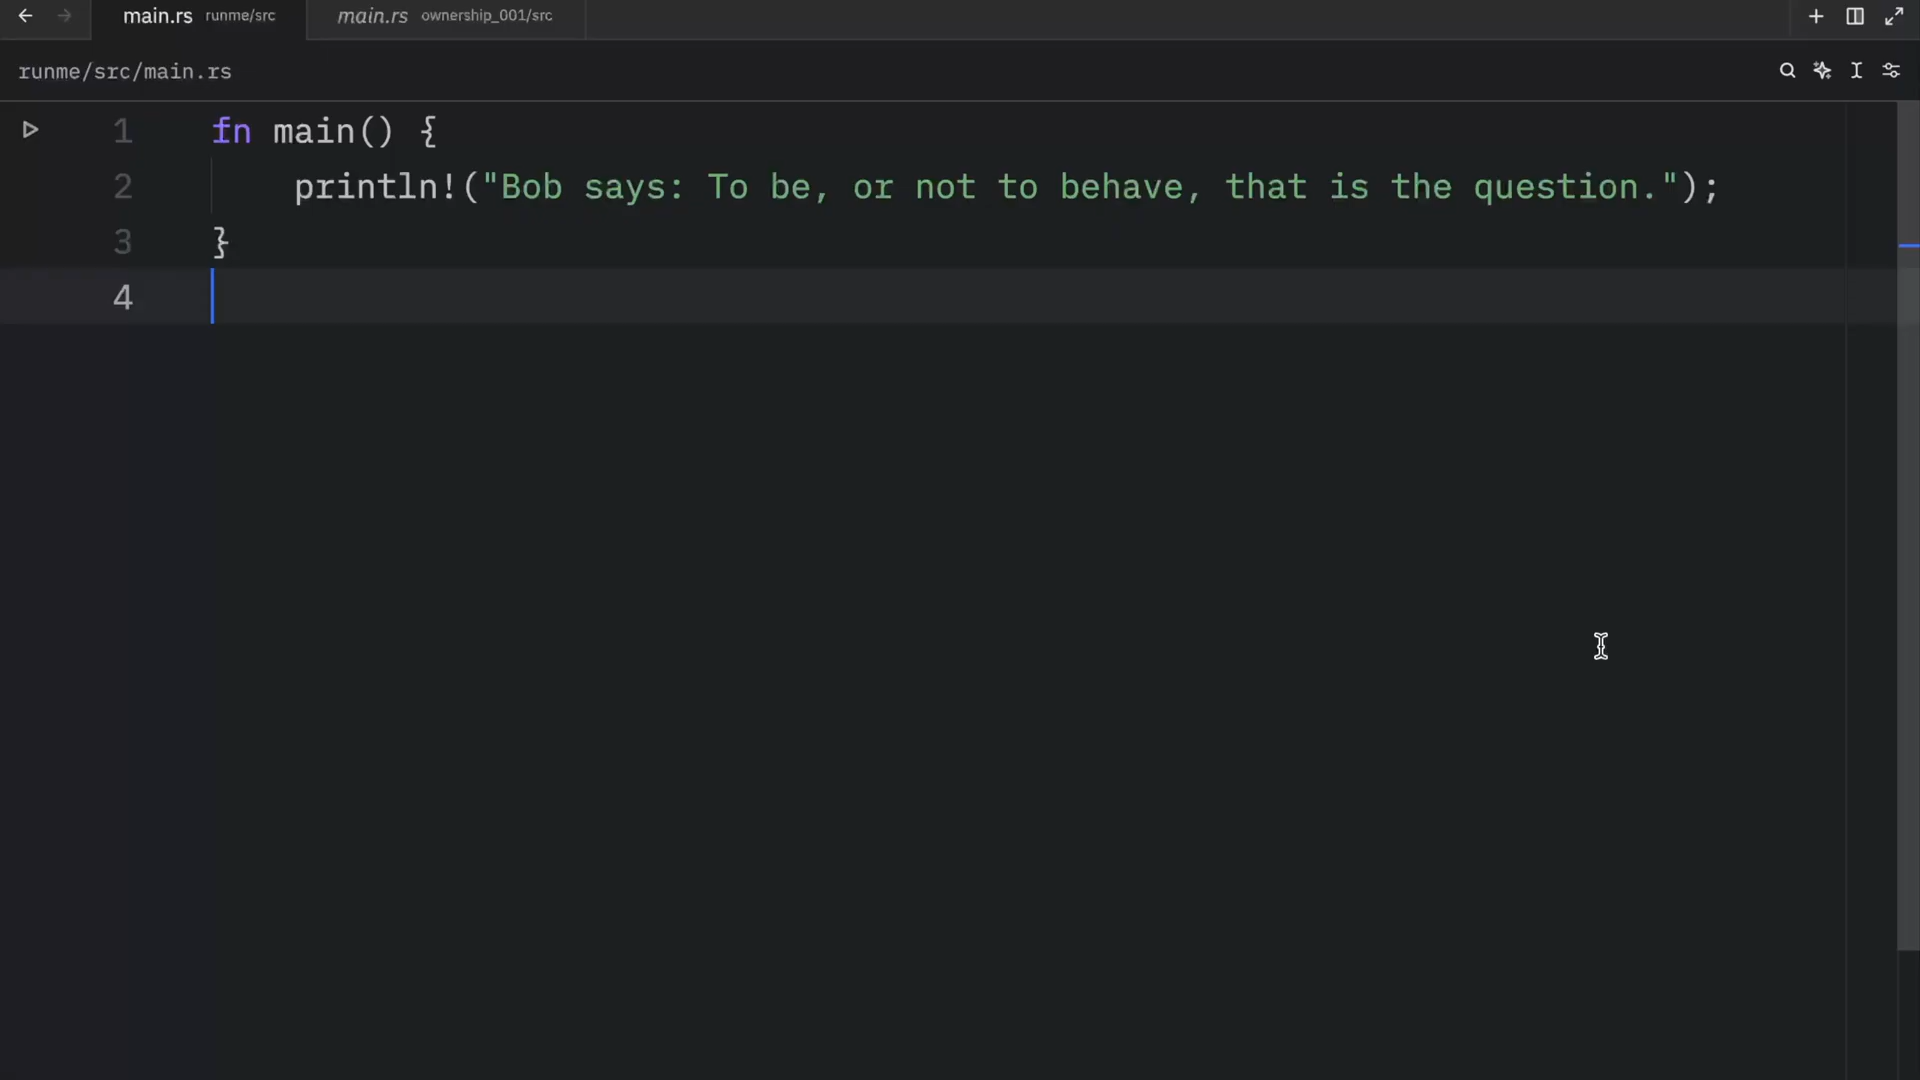 main.rs runme/src main.rs ownership_001/src
runme/src/main.rs
1 fn main() {
2 println!("Bob says: To be, or not to behave, that is the question.");
3 }
4